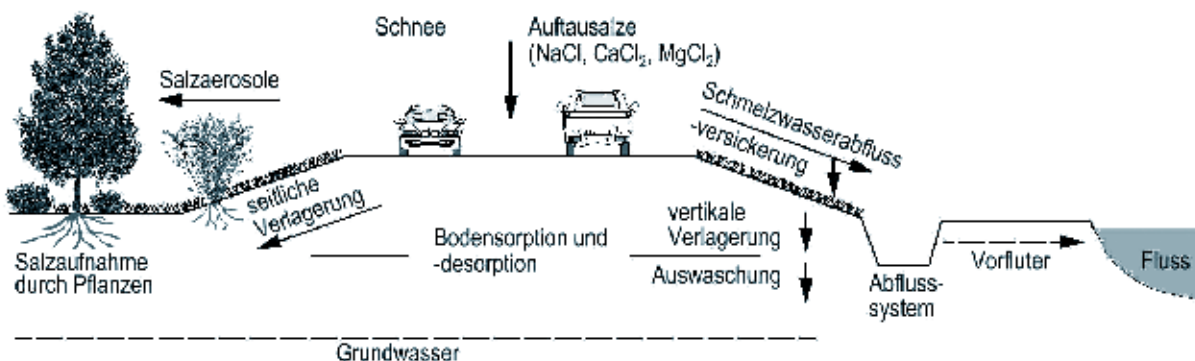 Schnee
Auftausalze
(NaCl, CaCl₂, MgCl₂)
Salzaerosole
Schmelzwasserabfluss
-versickerung
seitliche
Verlagerung
vertikale
Verlagerung
Bodensorption und
-desorption
Auswaschung
Salzaufnahme
durch Pflanzen
Abfluss-
system
Vorfluter
Fluss
Grundwasser